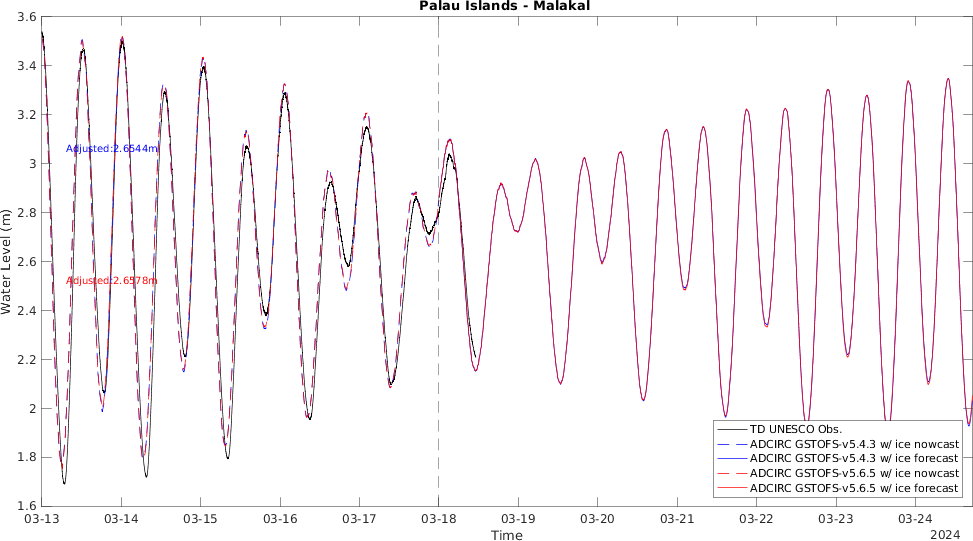 Palau Islands - Malakal
3.6
3.4
3.2
3
2.8
2.6
2.4
2.2
2
1.8
1.6
Water Level (m)
Adjusted:2.6544m
Adjusted:2.6578m
TD UNESCO Obs.
ADCIRC GSTOFS-v5.4.3 w/ ice nowcast
ADCIRC GSTOFS-v5.4.3 w/ ice forecast
ADCIRC GSTOFS-v5.6.5 w/ ice nowcast
ADCIRC GSTOFS-v5.6.5 w/ ice forecast
03-13 03-14 03-15 03-16 03-17 03-18 03-19 03-20 03-21 03-22 03-23 03-24
Time
2024